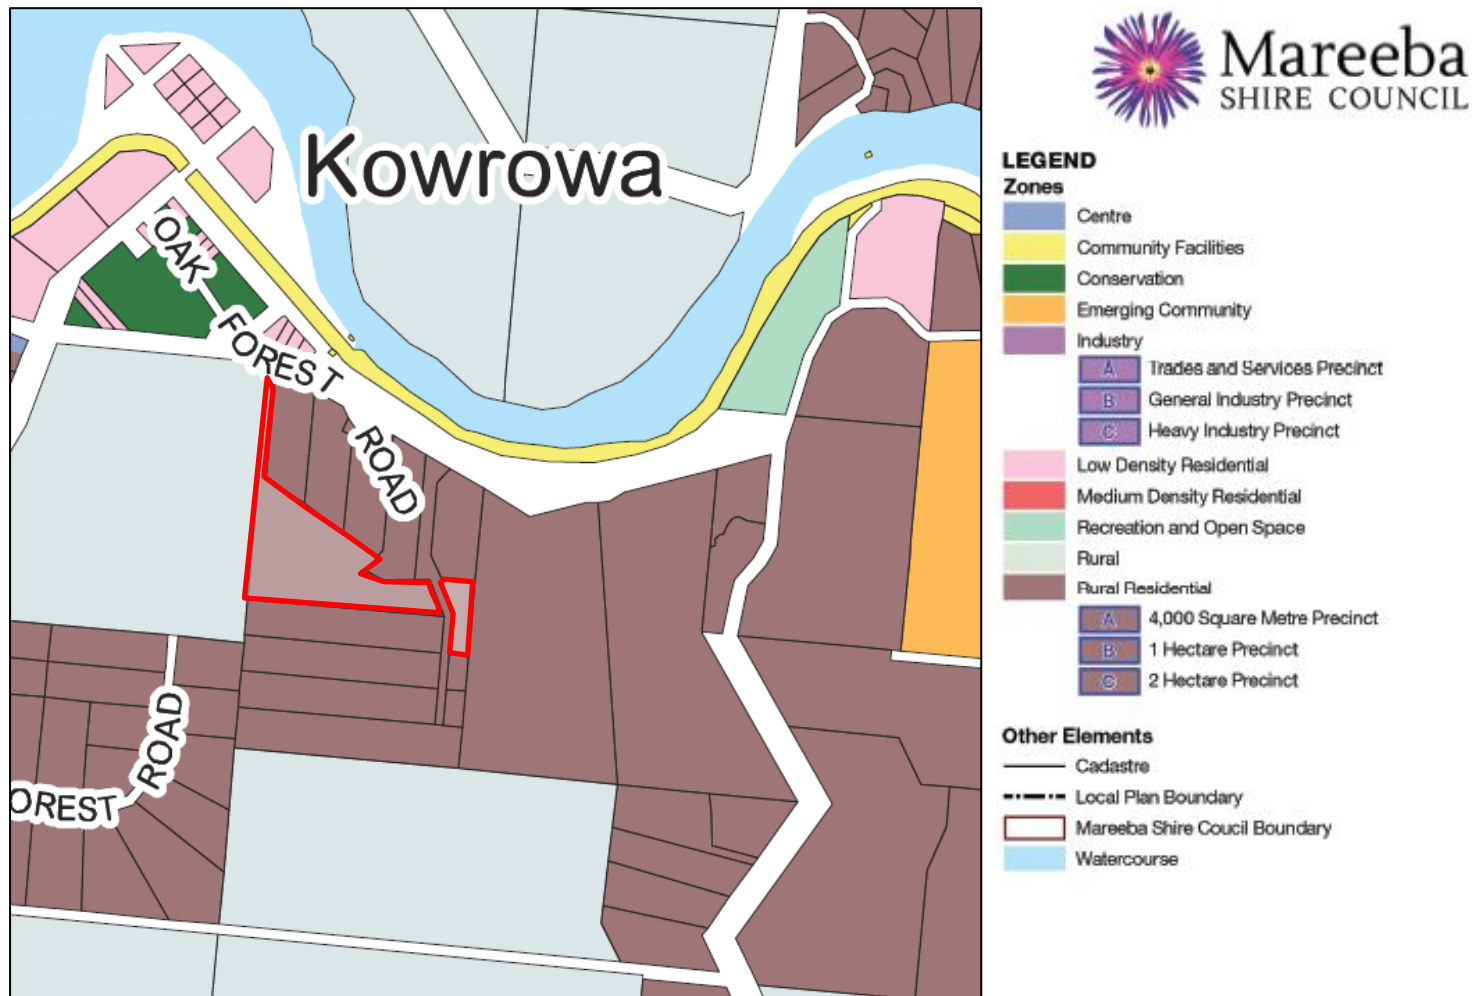 Kowrowa
OAK
FOREST
ROAD
ROAD
OREST
Mareeba
SHIRE COUNCIL
LEGEND
Zones
Centre
Community Facilities
Conservation
Emerging Community
Industry
A Trades and Services Precinct
B General Industry Precinct
C Heavy Industry Precinct
Low Density Residential
Medium Density Residential
Recreation and Open Space
Rural
Rural Residential
A 4,000 Square Metre Precinct
B 1 Hectare Precinct
C 2 Hectare Precinct
Other Elements
Cadastre
Local Plan Boundary
Mareeba Shire Coucil Boundary
Watercourse